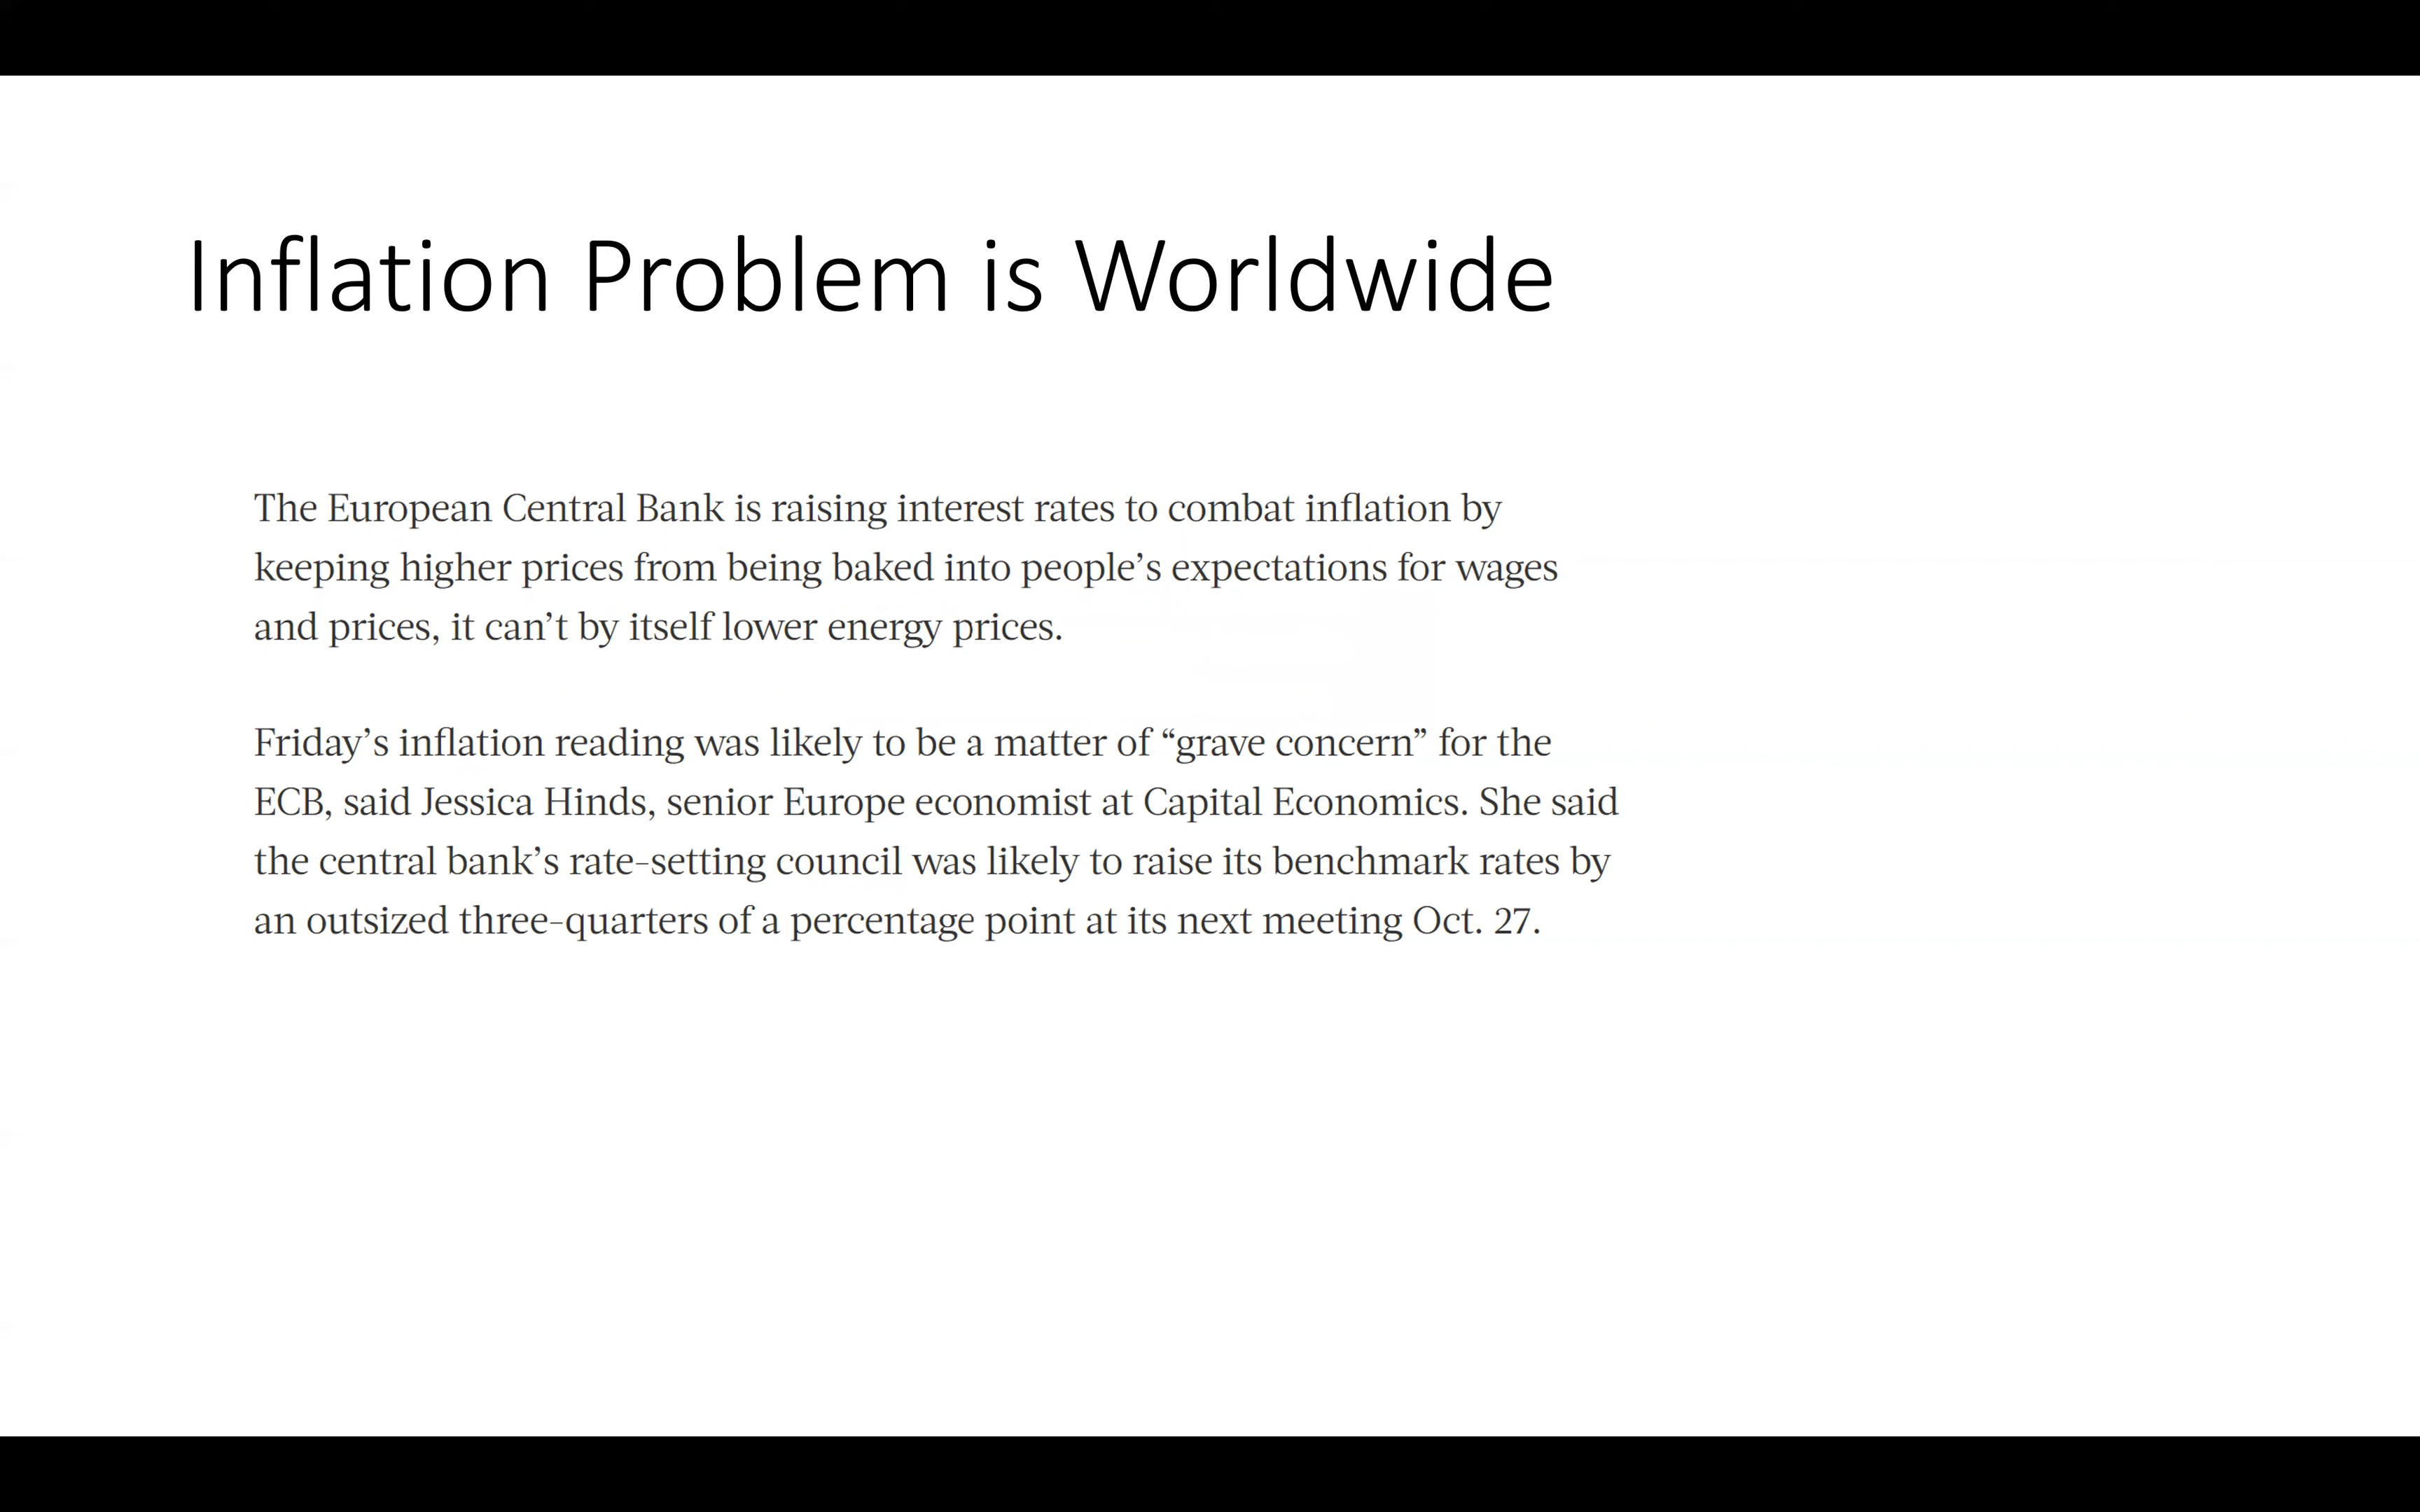 Inflation Problem is Worldwide
The European Central Bank is raising interest rates to combat inflation by
keeping higher prices from being baked into people’s expectations for wages
and prices, it can’t by itself lower energy prices.
Friday’s inflation reading was likely to be a matter of “grave concern” for the
ECB, said Jessica Hinds, senior Europe economist at Capital Economics. She said
the central bank’s rate-setting council was likely to raise its benchmark rates by
an outsized three-quarters of a percentage point at its next meeting Oct. 27.